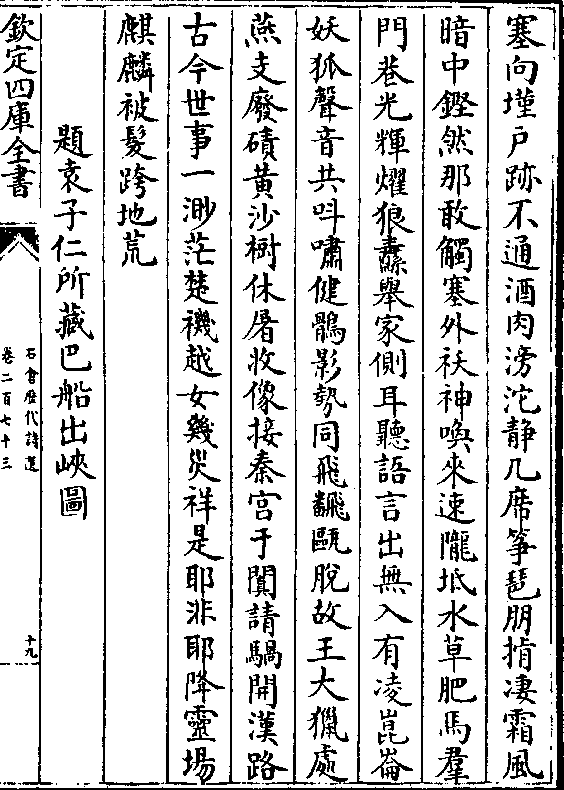 塞向墐户跡不通酒肉滂沱静几席箏琶朋揹凄霜風
暗中鏗然那敢觸塞外祅神喚來速隴坻水草肥馬羣
門巷光輝燿狼纛舉家側耳聽語言出無入有凌崑崙
妖狐聲音共叫嘯健鶻影勢同飛翻甌脫故王大獵處
燕支廢磧黄沙樹休屠收像接秦宫于闐請騧開漢路
古今世事一渺茫楚禨越女幾災祥是耶非耶降靈場
麒麟被髮跨地荒
題袁子仁所藏巴船出峽圖
欽定四庫全書
石倉歷代詩選
卷二百七十三
十九